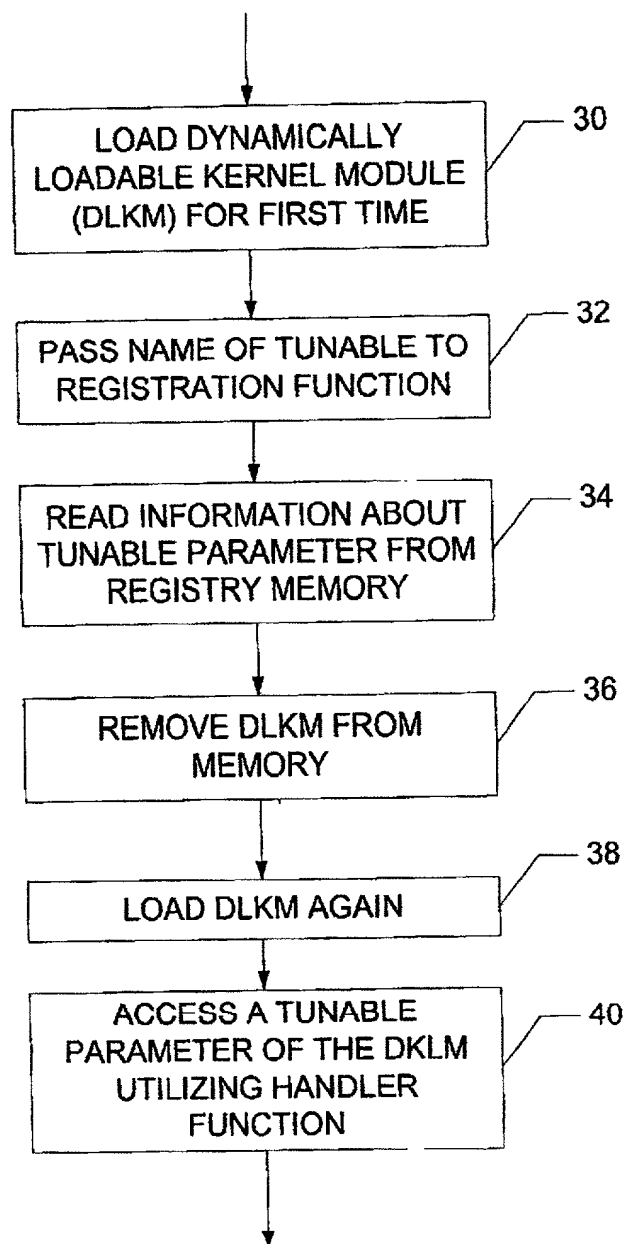 LOAD DYNAMICALLY
LOADABLE KERNEL MODULE
(DLKM) FOR FIRST TIME
30
PASS NAME OF TUNABLE TO
REGISTRATION FUNCTION
32
READ INFORMATION ABOUT
TUNABLE PARAMETER FROM
REGISTRY MEMORY
34
REMOVE DLKM FROM
MEMORY
36
LOAD DLKM AGAIN
38
ACCESS A TUNABLE
PARAMETER OF THE DKLM
UTILIZING HANDLER
FUNCTION
40